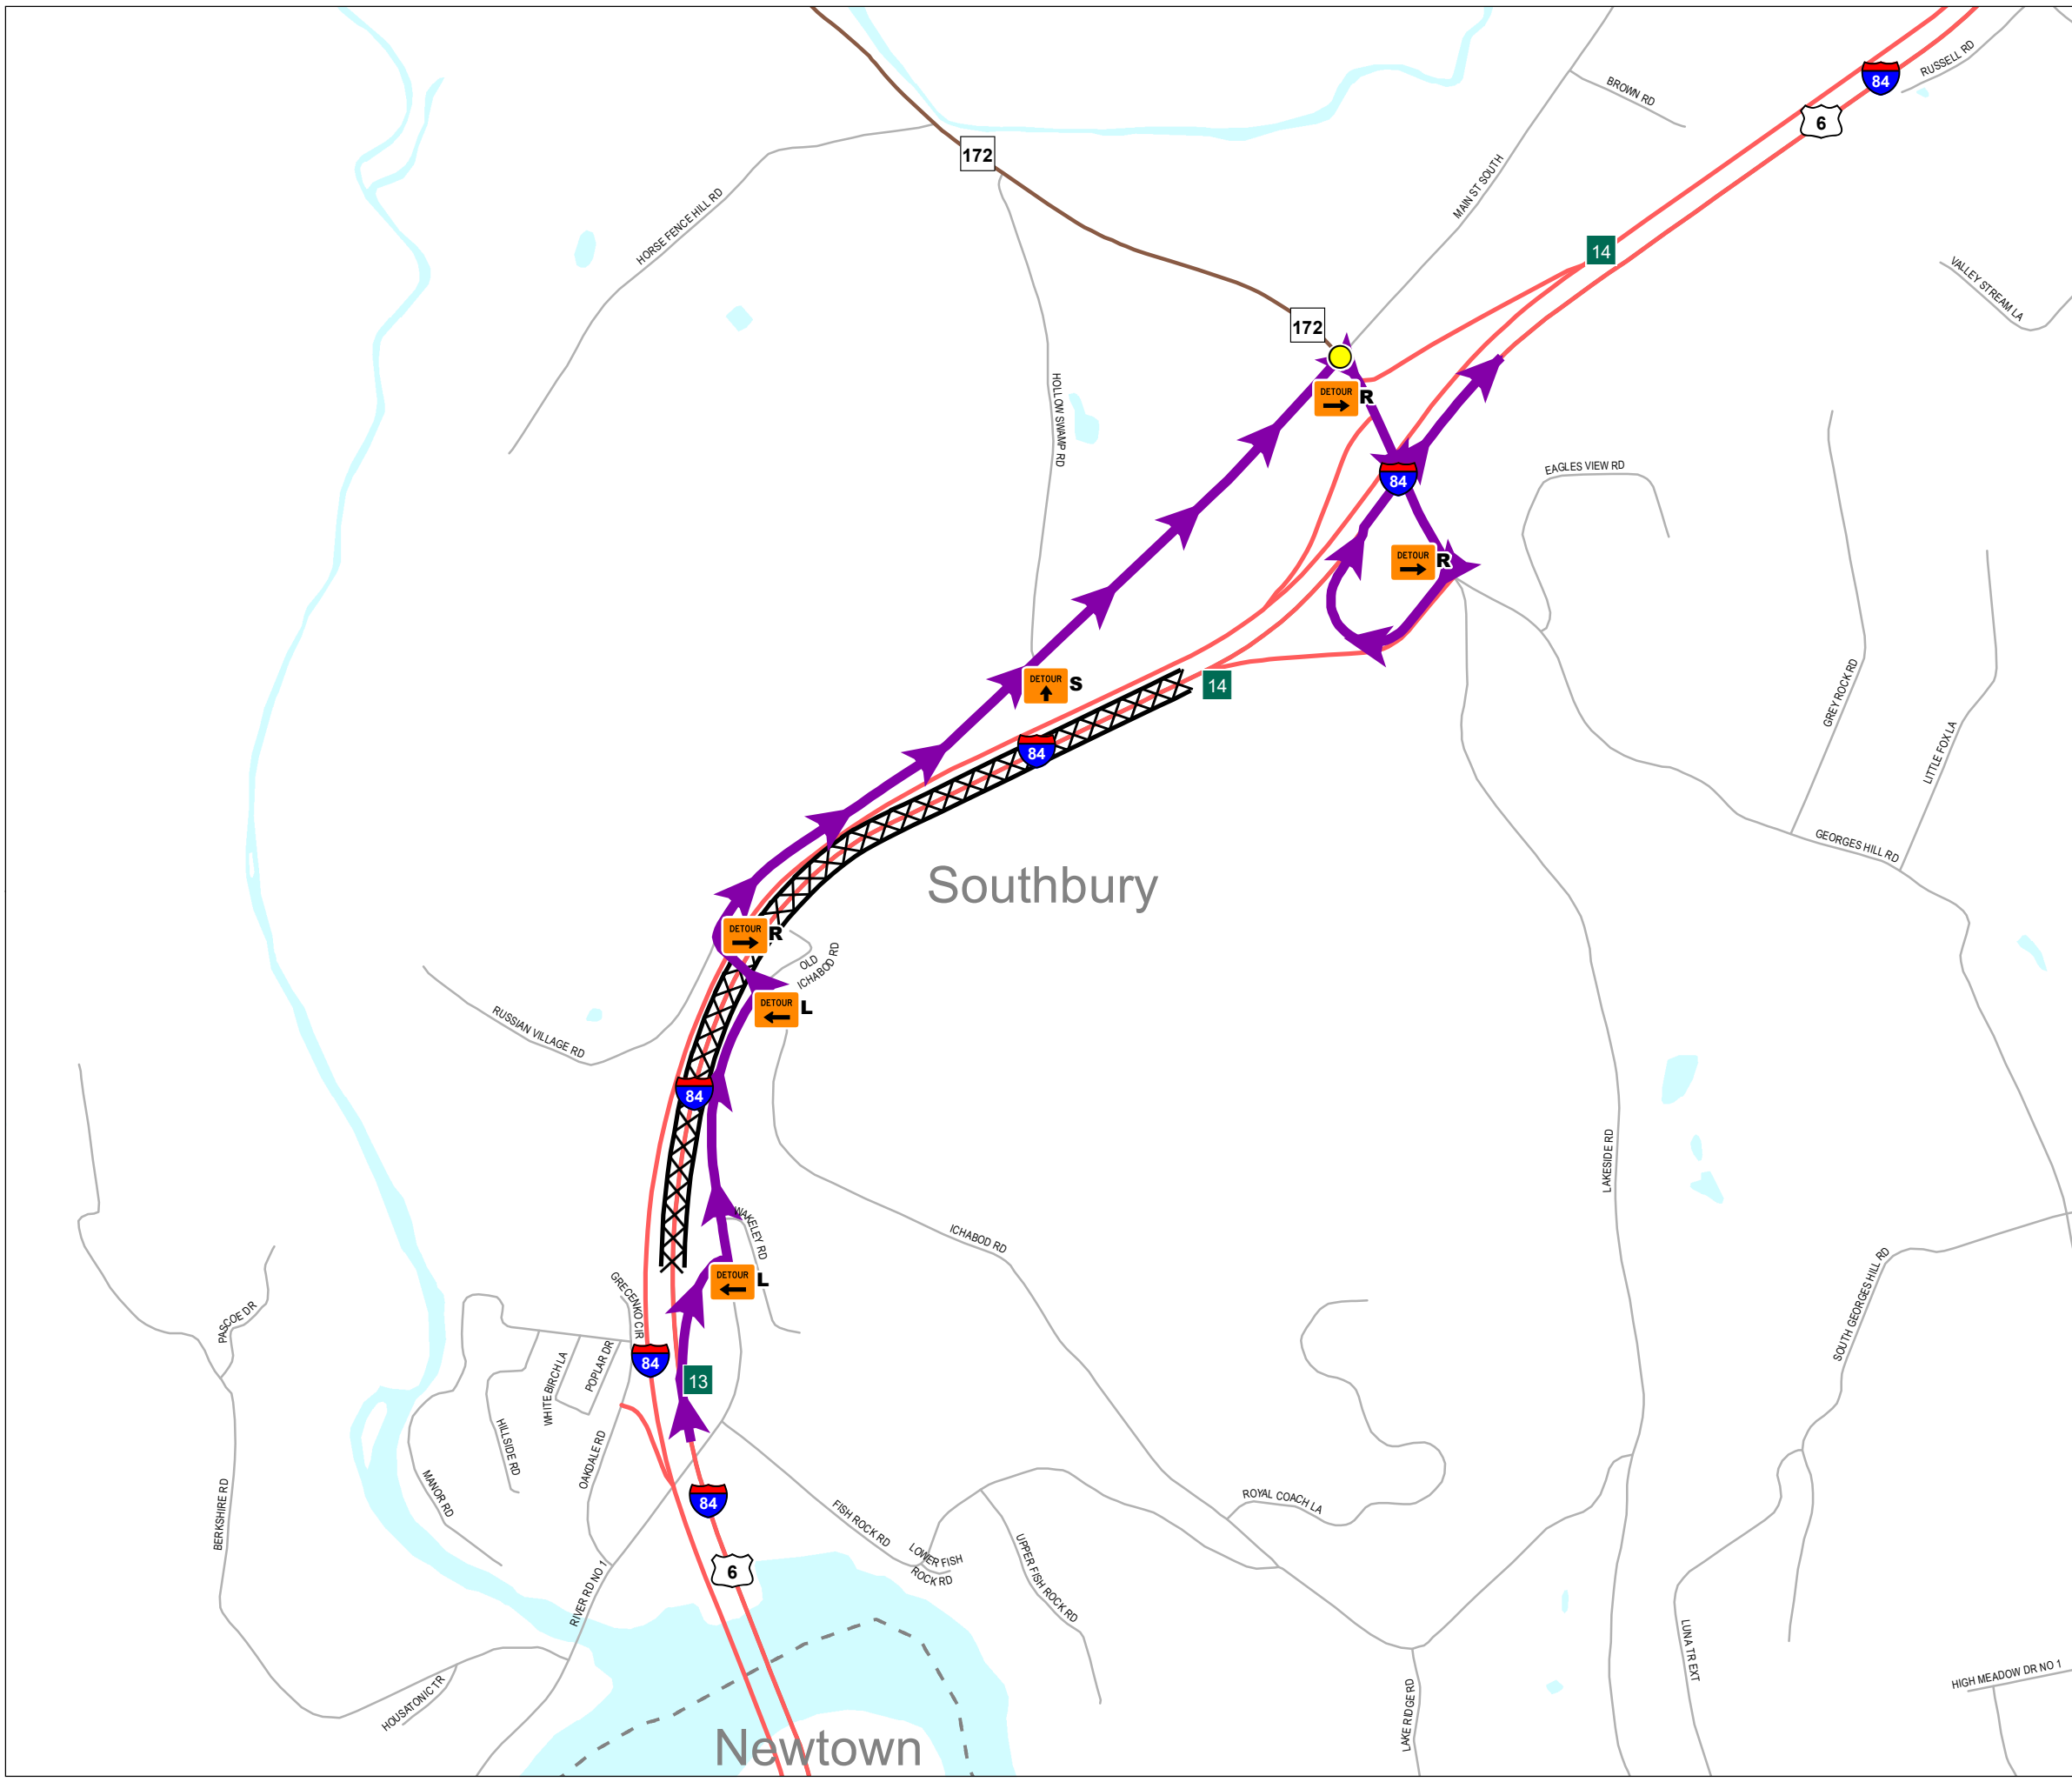 84
RUSSELL RD
BROWN RD
6
172
MAIN ST SOUTH
HORSE FENCE HILL RD
14
VALLEY STREAM LA
172
DETOUR
R
HOLLOW SWAMP RD
EAGLES VIEW RD
84
DETOUR
R
DETOUR
S
14
GREY ROCK RD
84
LITTLE FOX LA
GEORGES HILL RD
Southbury
DETOUR
R
OLD
ICHABOD RD
DETOUR
L
RUSSIAN VILLAGE RD
84
LAKESIDE RD
WAKELEY RD
ICHABOD RD
DETOUR
L
GRECENKO CIR
SOUTH GEORGES HILL RD
PASCOE DR
84
13
WHITE BIRCH LA
POPLAR DR
HILLSIDE RD
OAKDALE RD
MANOR RD
84
ROYAL COACH LA
BERKSHIRE RD
FISH ROCK RD
LOWER FISH
ROCK RD
UPPER FISH ROCK RD
6
RIVER RD NO 1
LUNA TR EXT
HIGH MEADOW DR NO 1
HOUSATONIC TR
LAKE RIDGE RD
Newtown